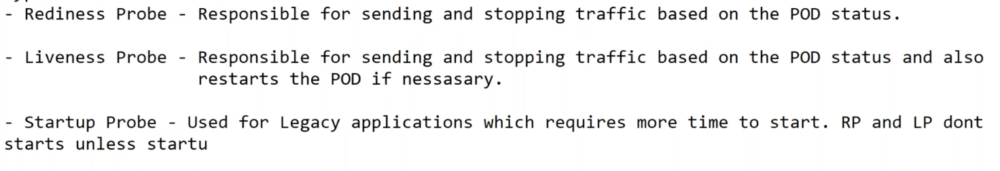 - Rediness Probe - Responsible for sending and stopping traffic based on the POD status.
- Liveness Probe - Responsible for sending and stopping traffic based on the POD status and also
restarts the POD if nessasary.
- Startup Probe - Used for Legacy applications which requires more time to start. RP and LP dont
starts unless startu